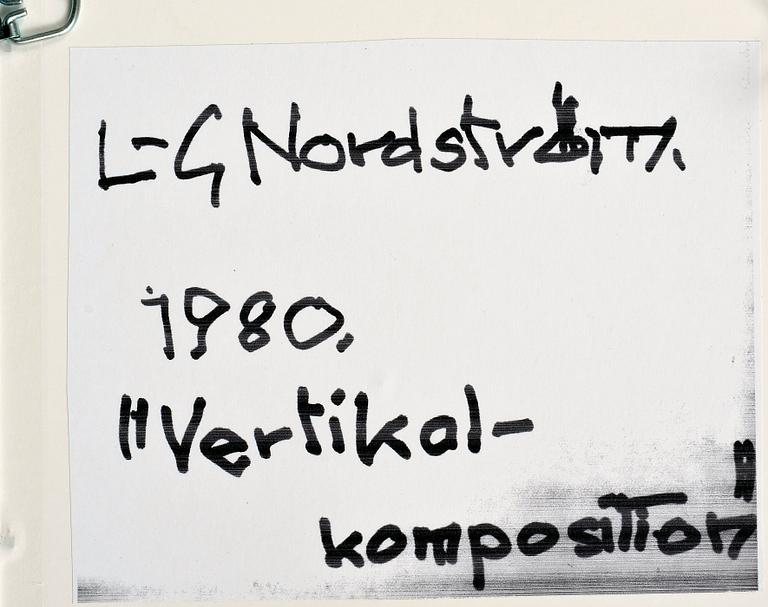 L-G Nordström.
1980.
"Vertikal-
komposition"